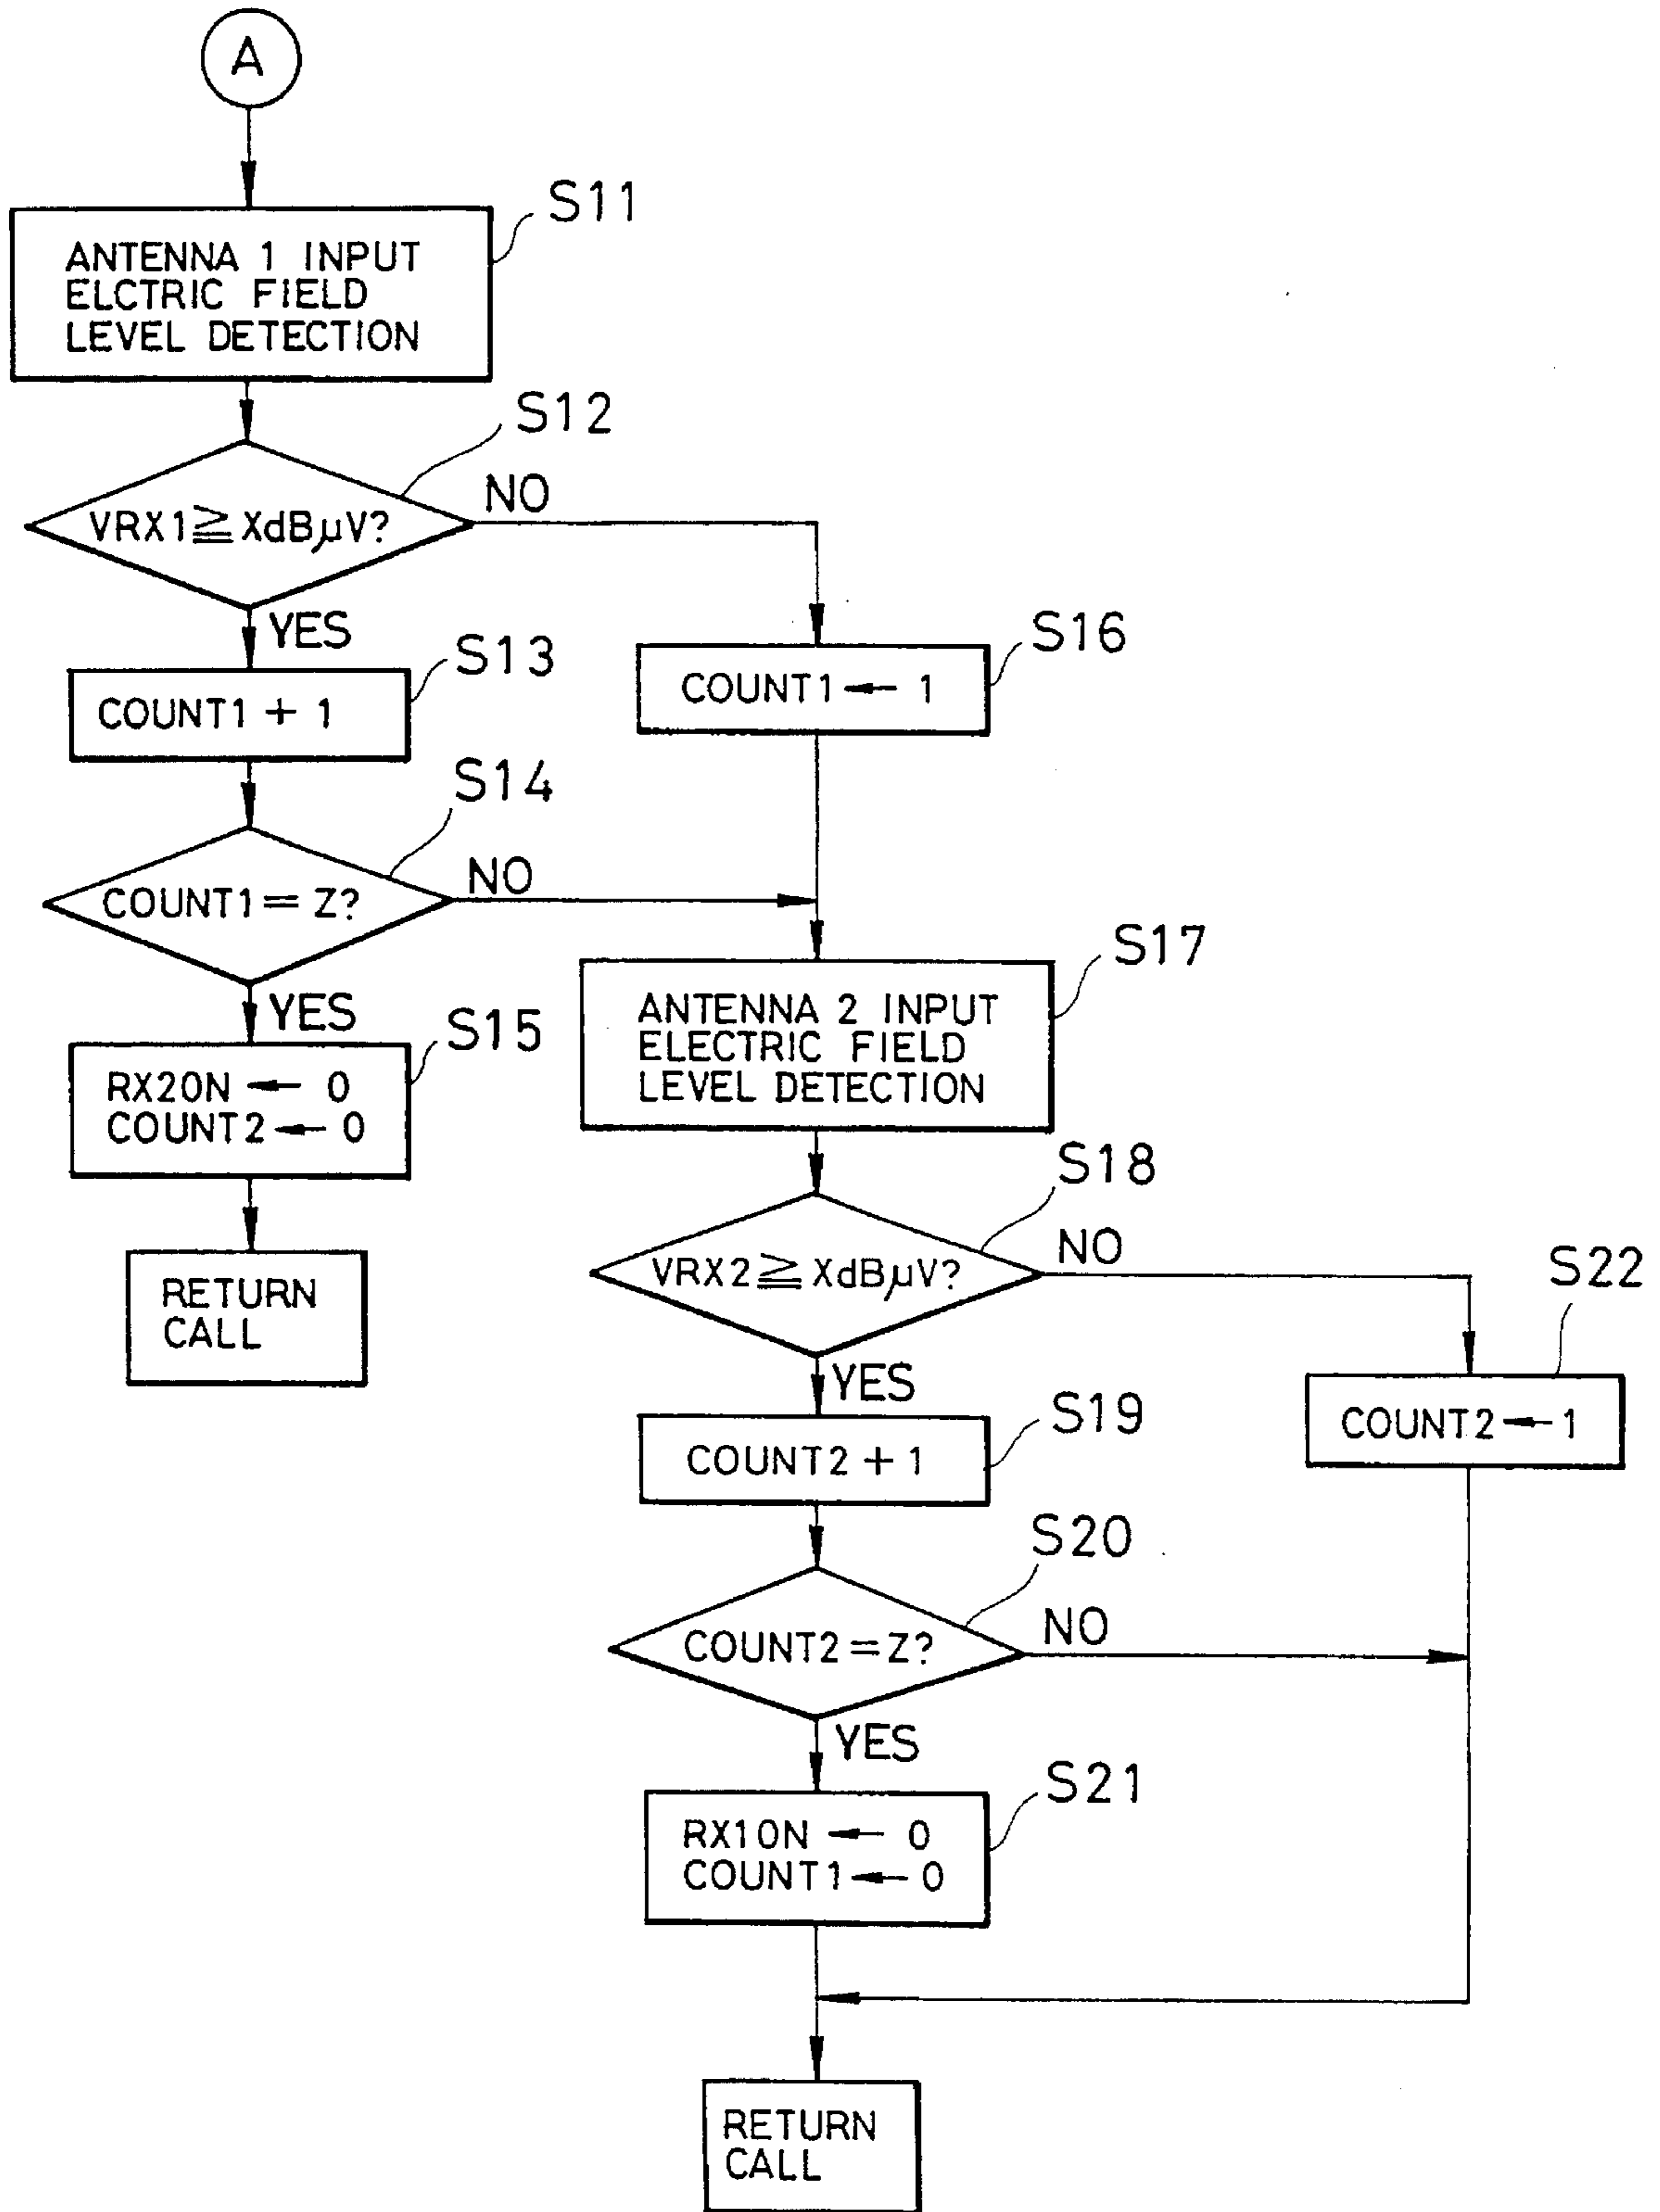 A
S11
ANTENNA 1 INPUT
ELCTRIC FIELD
LEVEL DETECTION
S12
VRX1≧XdBμV?
NO
YES
S13
COUNT1 + 1
S16
COUNT1 ← 1
S14
COUNT1 = Z?
NO
YES
S15
RX20N ← 0
COUNT2 ← 0
RETURN
CALL
S17
ANTENNA 2 INPUT
ELECTRIC FIELD
LEVEL DETECTION
S18
VRX2≧XdBμV?
NO
YES
S22
COUNT2 ← 1
S19
COUNT2 + 1
S20
COUNT2 = Z?
NO
YES
S21
RX10N ← 0
COUNT1 ← 0
RETURN
CALL